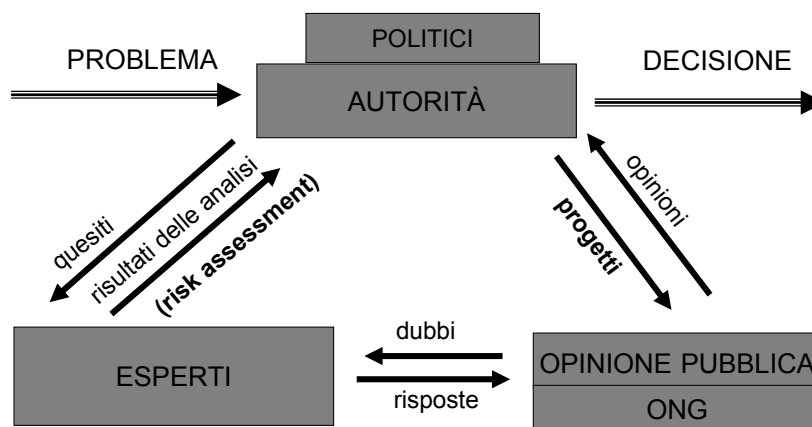 POLITICI
PROBLEMA
DECISIONE
AUTORITÀ
quesiti
risultati delle analisi
(risk assessment)
progetti
opinioni
dubbi
ESPERTI
OPINIONE PUBBLICA
risposte
ONG